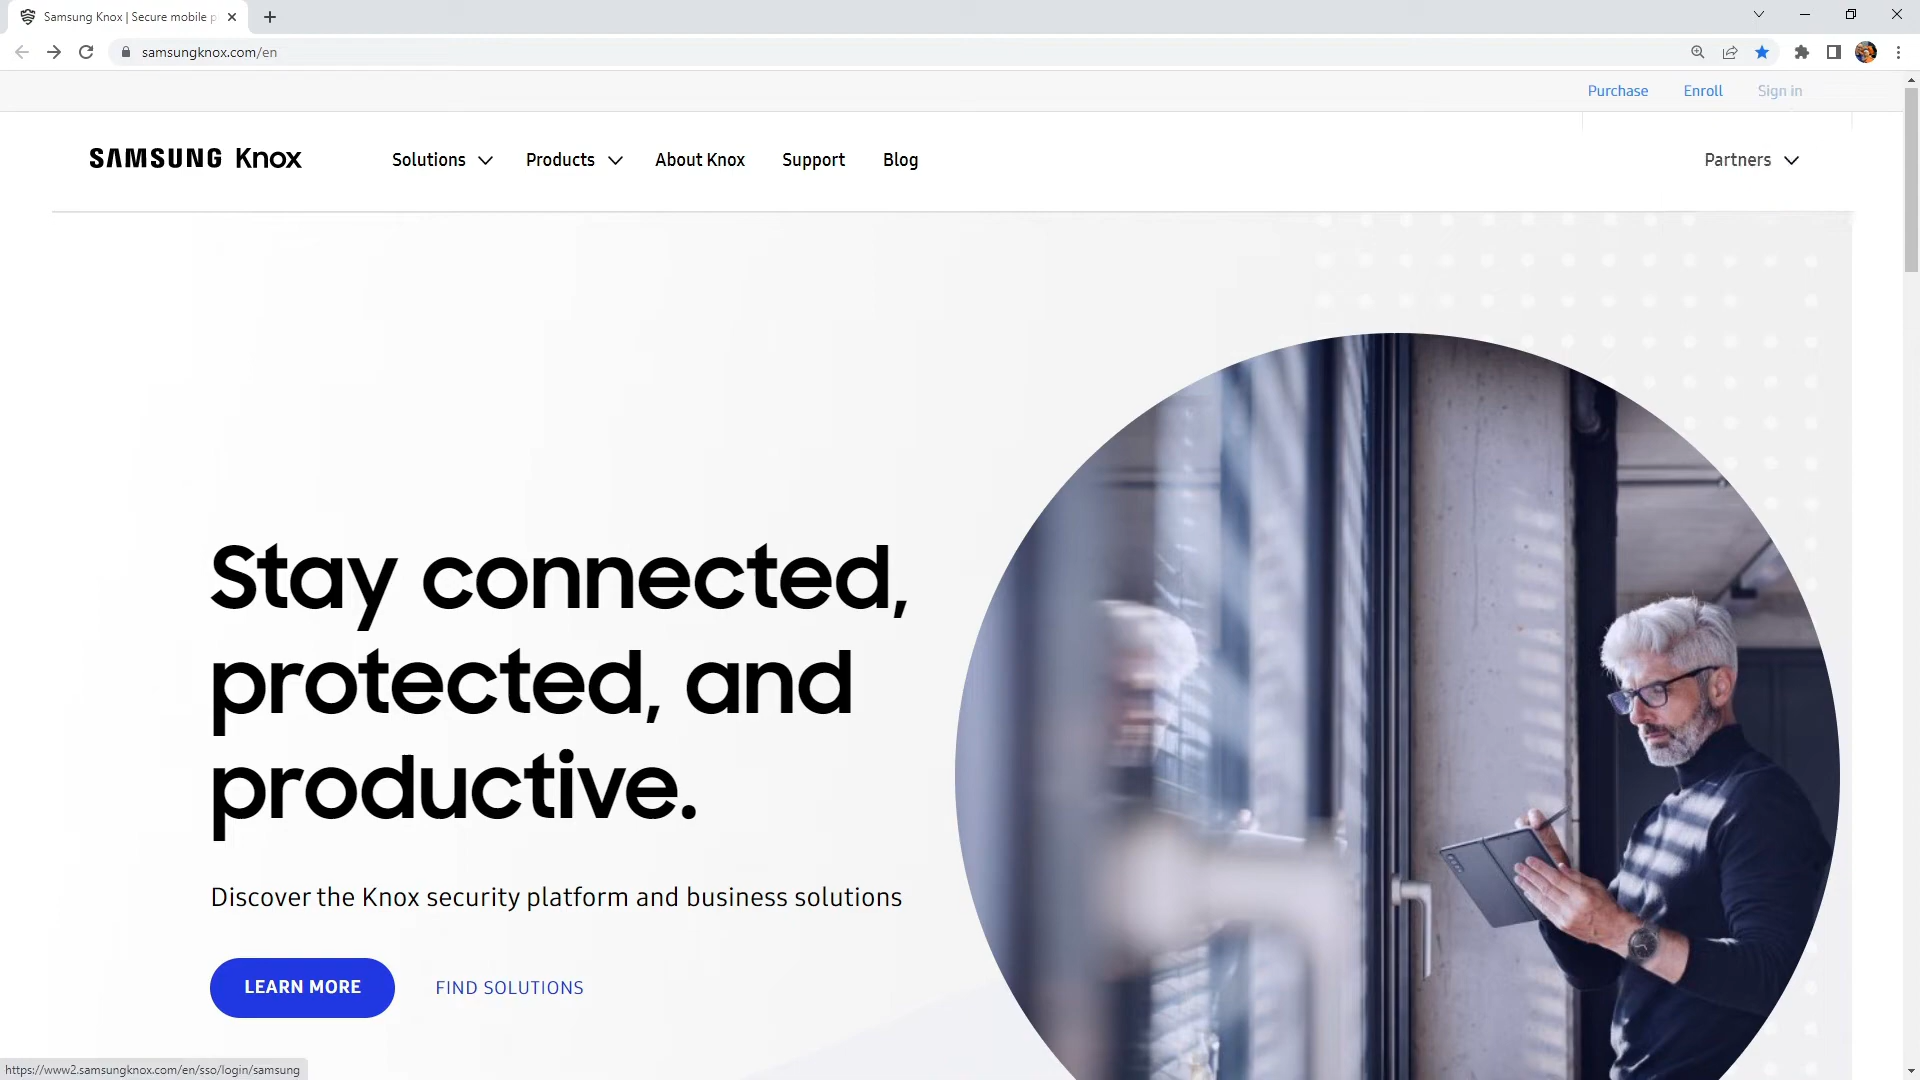 Samsung Knox | Secure mobile p
samsungknox.com/en
Purchase Enroll Sign in
SAMSUNG Knox Solutions Products About Knox Support Blog Partners
Stay connected,
protected, and
productive.
Discover the Knox security platform and business solutions
LEARN MORE FIND SOLUTIONS
https://www2.samsungknox.com/en/sso/login/samsung